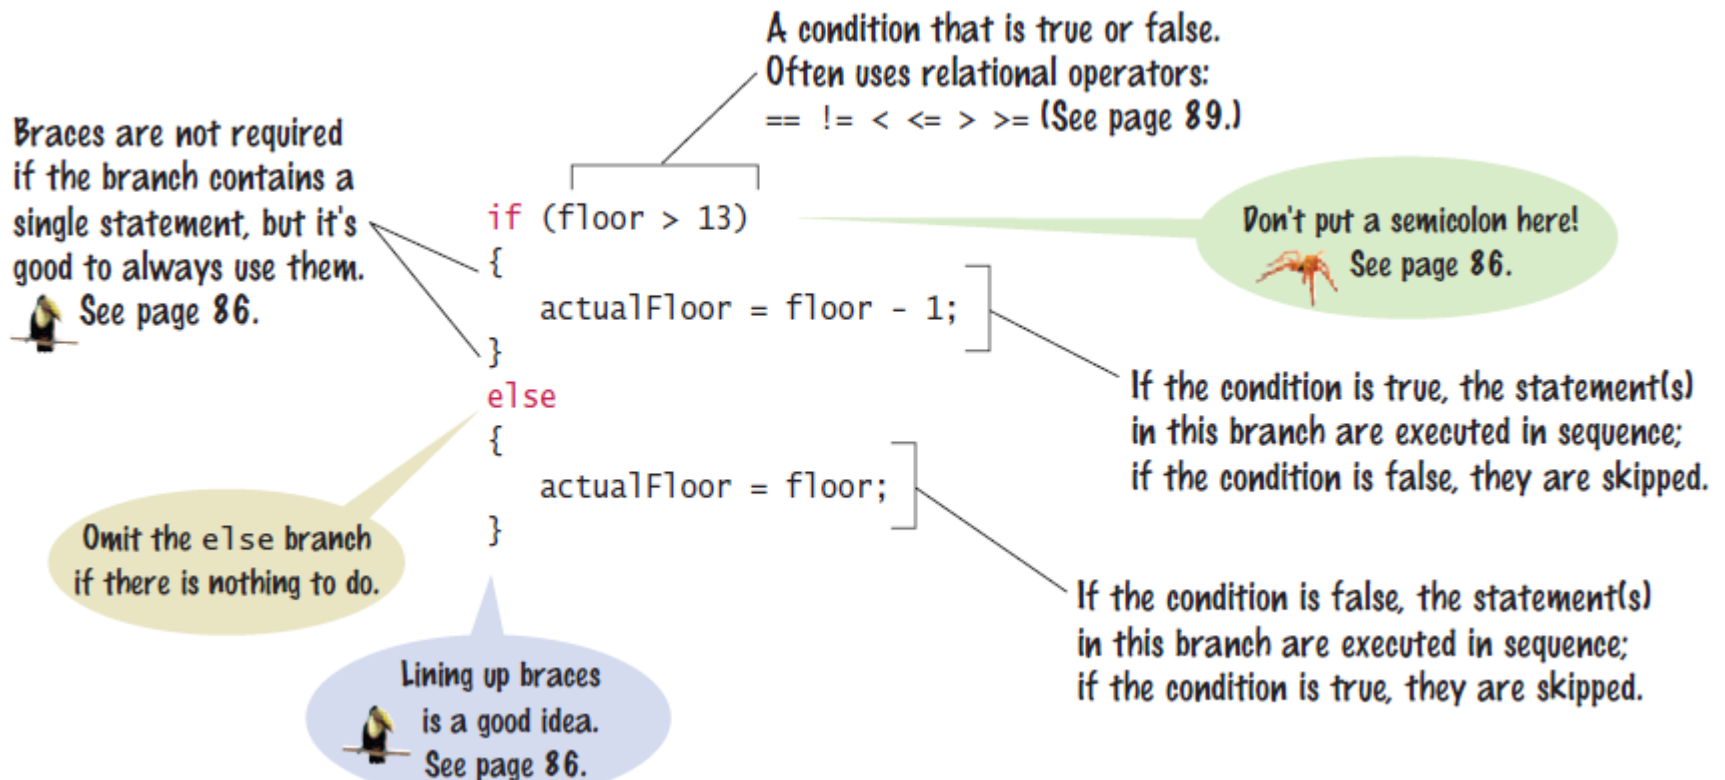 A condition that is true or false.
Often uses relational operators:
== != < <= > >= (See page 89.)
Braces are not required
if the branch contains a
single statement, but it's
good to always use them.
See page 86.
if (floor > 13)
{
actualFloor = floor - 1;
}
else
{
actualFloor = floor;
}
Don't put a semicolon here!
See page 86.
If the condition is true, the statement(s)
in this branch are executed in sequence;
if the condition is false, they are skipped.
Omit the else branch
if there is nothing to do.
If the condition is false, the statement(s)
in this branch are executed in sequence;
if the condition is true, they are skipped.
Lining up braces
is a good idea.
See page 86.